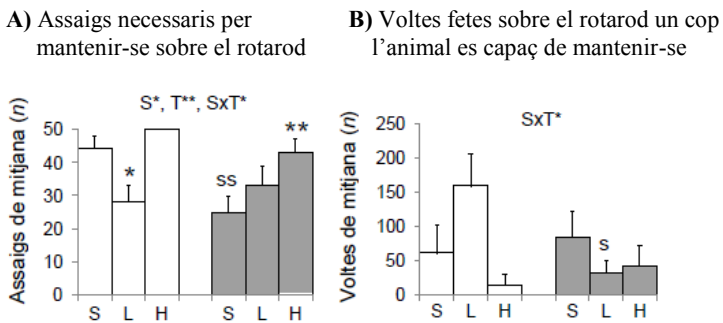 A) Assaigs necessaris per
mantenir-se sobre el rotarod
S*, T**, SxT*
Assaigs de mitjana (n)
50
40
30
20
10
0
*
ss
**
S L H S L H
B) Voltes fetes sobre el rotarod un cop
l’animal es capaç de mantenir-se
SxT*
Voltes de mitjana (n)
250
200
150
100
50
0
s
S L H S L H